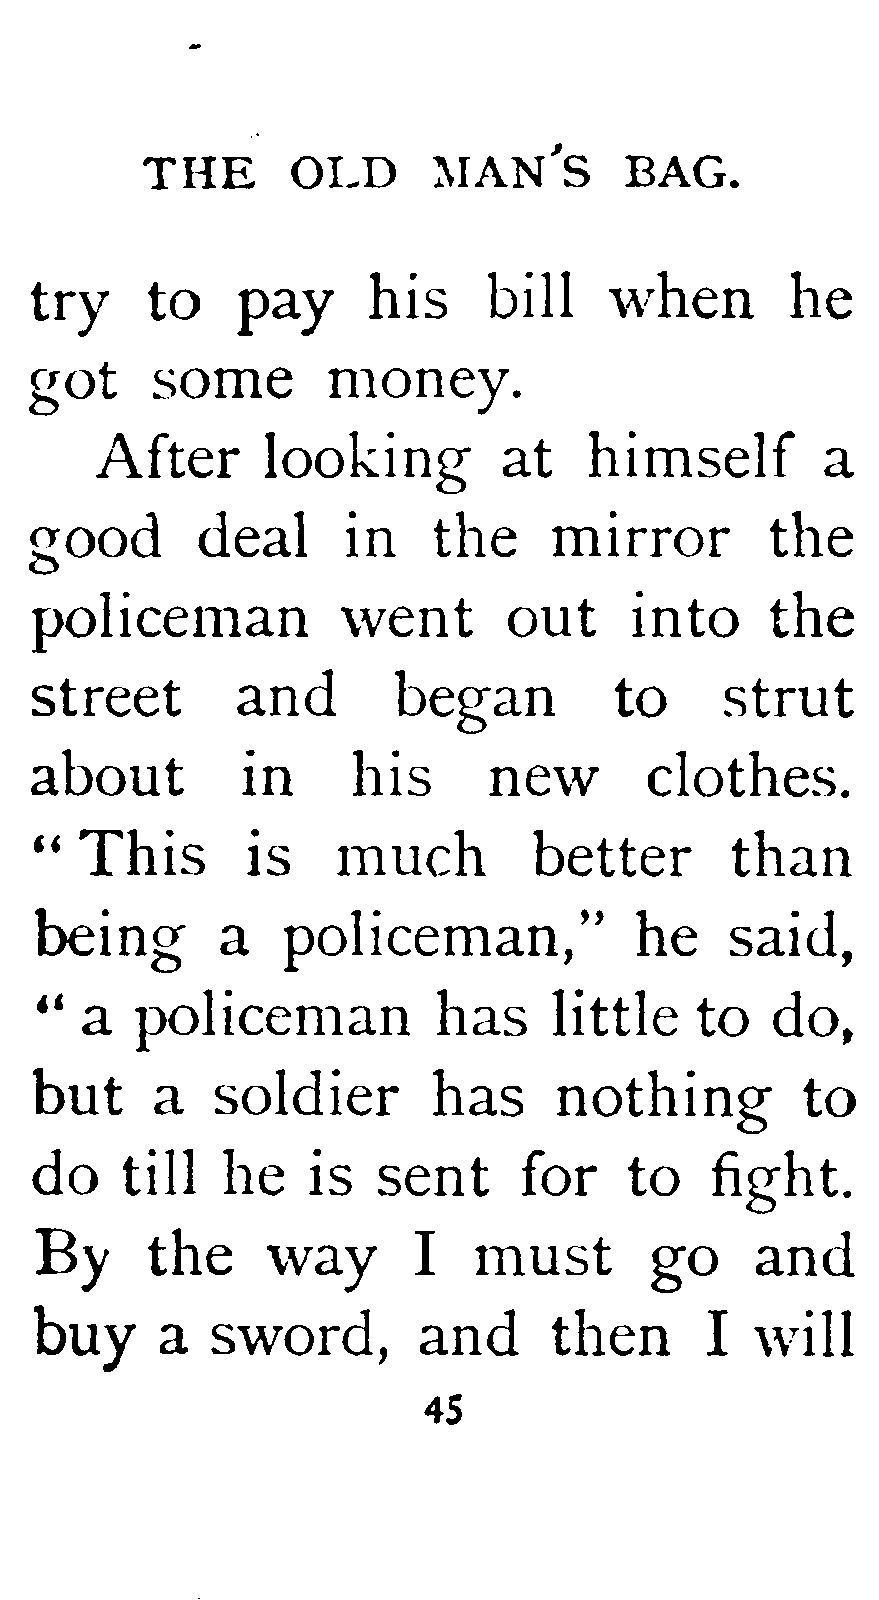 THE OLD MAN'S BAG.
try to pay his bill when he
got some money.
After looking at himself a
good deal in the mirror the
policeman went out into the
street and began to strut
about in his new clothes.
“ This is much better than
being a policeman,” he said,
“ a policeman has little to do,
but a soldier has nothing to
do till he is sent for to fight.
By the way I must go and
buy a sword, and then I will
45